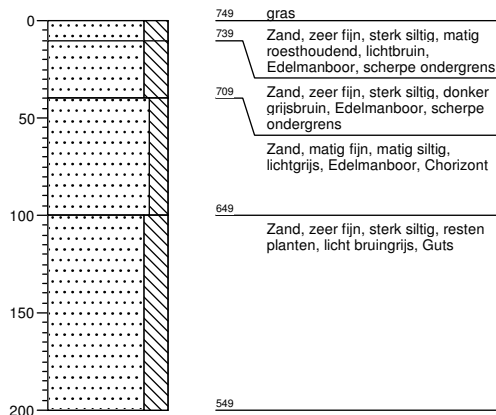 0
50
100
150
200
749
gras
739
Zand, zeer fijn, sterk siltig, matig
roesthoudend, lichtbruin,
Edelmanboor, scherpe ondergrens
709
Zand, zeer fijn, sterk siltig, donker
grijsbruin, Edelmanboor, scherpe
ondergrens
Zand, matig fijn, matig siltig,
lichtgrijs, Edelmanboor, Chorizont
649
Zand, zeer fijn, sterk siltig, resten
planten, licht bruingrijs, Guts
549